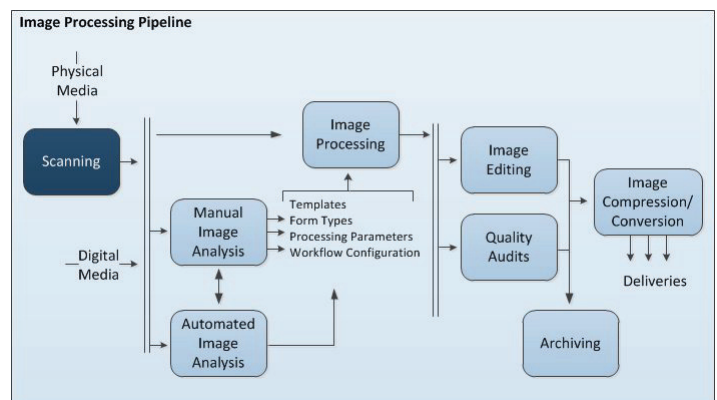 Image Processing Pipeline
Physical
Media
Scanning
Digital
Media
Manual
Image
Analysis
Automated
Image
Analysis
Image
Processing
Templates
Form Types
Processing Parameters
Workflow Configuration
Image
Editing
Quality
Audits
Image
Compression/
Conversion
Deliveries
Archiving